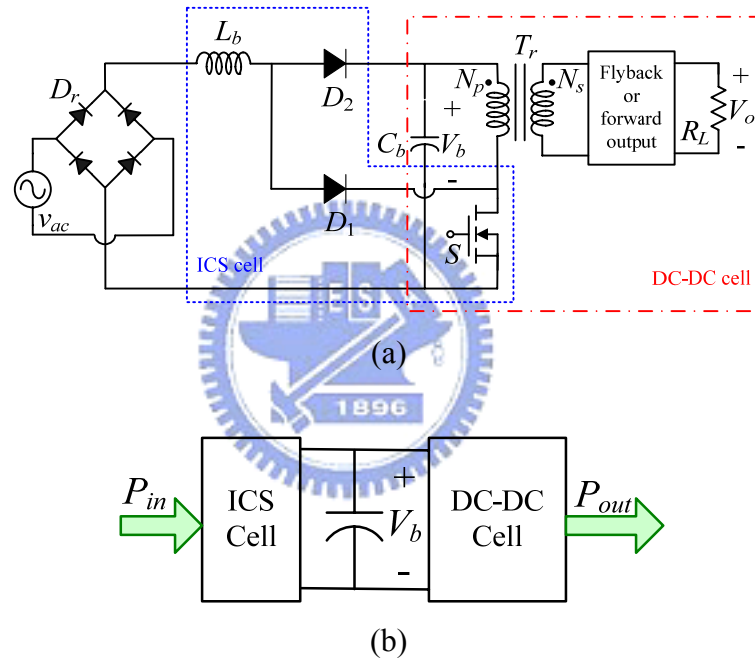 L_b
D_r
D_2
T_r
N_p
N_s
Flyback
or
forward
output
+
V_o
-
R_L
+
C_b
V_b
-
D_1
v_ac
S
ICS cell
DC-DC cell
(a)
ES
1896
P_in
ICS
Cell
+
V_b
-
DC-DC
Cell
P_out
(b)